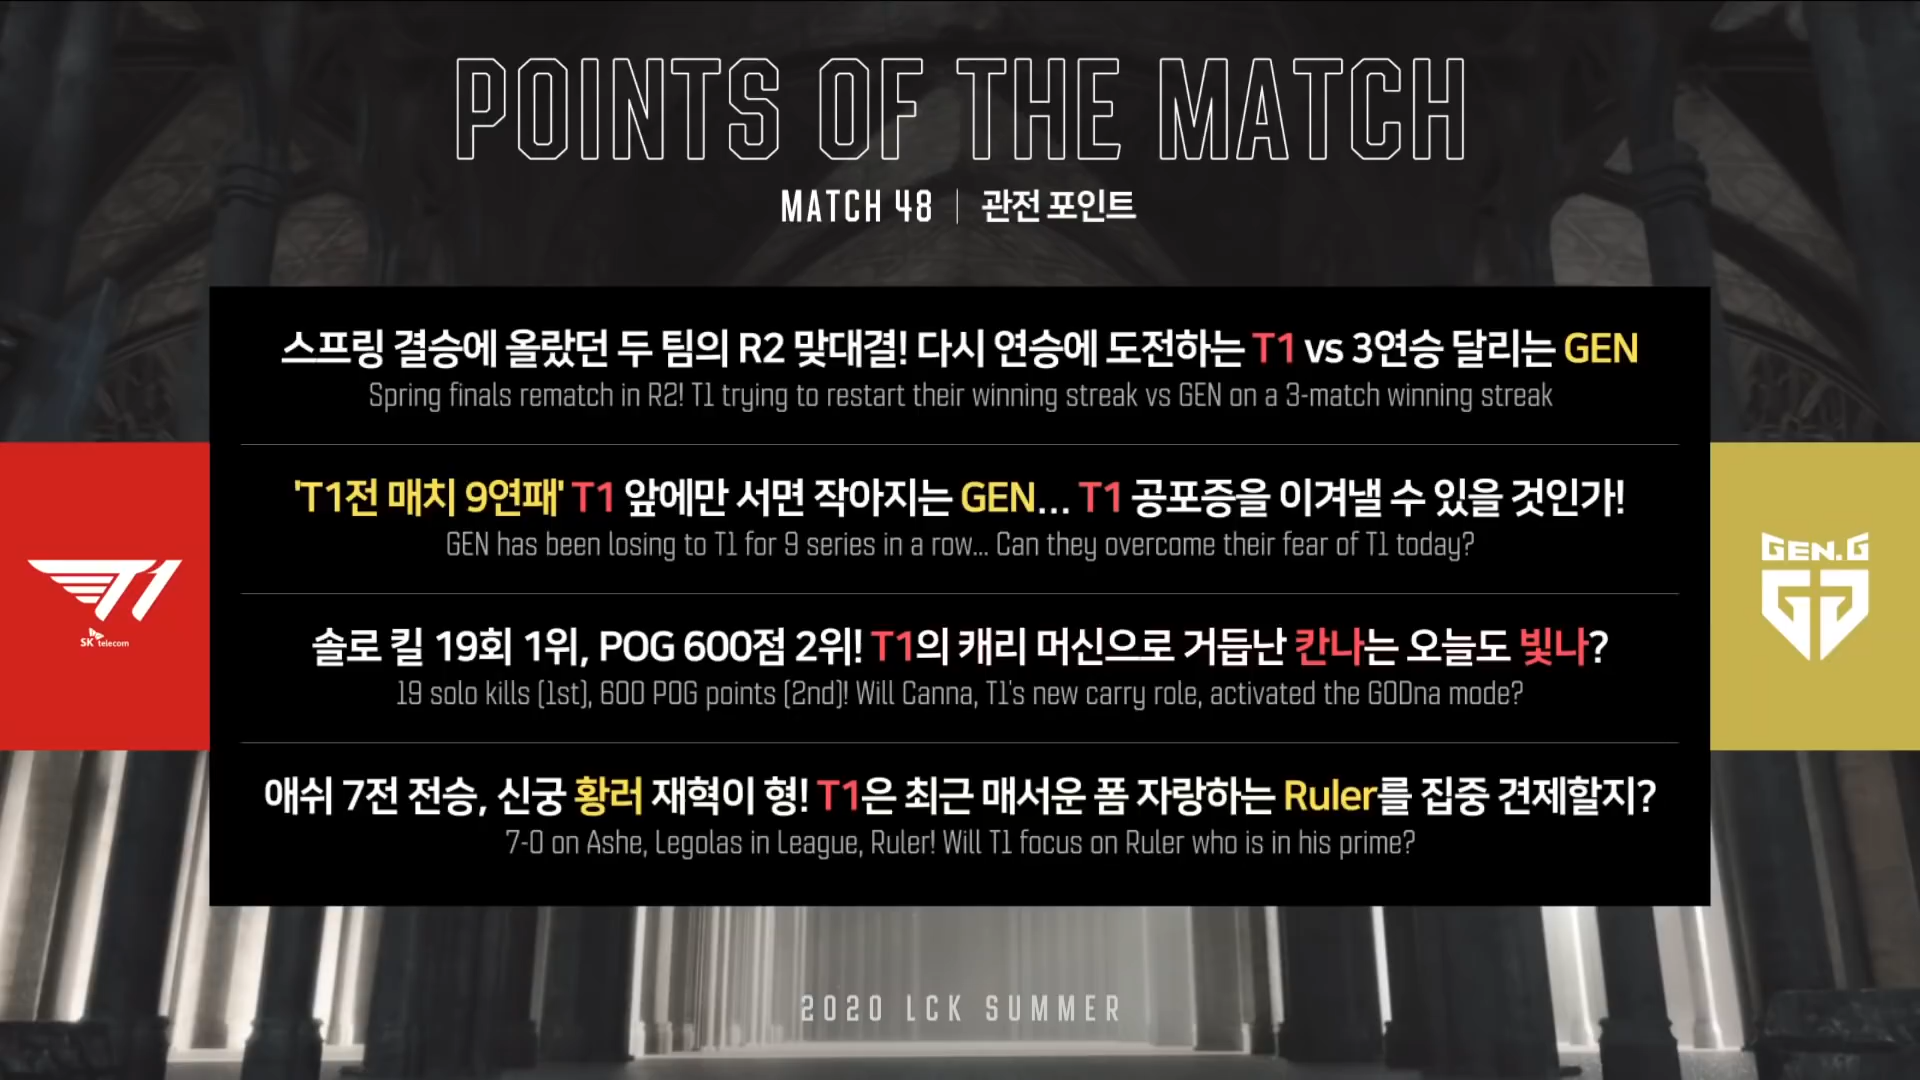 POINTS OF THE MATCH
MATCH 48 | 관전 포인트
스프링 결승에 올랐던 두 팀의 R2 맞대결! 다시 연승에 도전하는 T1 vs 3연승 달리는 GEN
Spring finals rematch in R2! T1 trying to restart their winning streak vs GEN on a 3-match winning streak
'T1전 매치 9연패' T1 앞에만 서면 작아지는 GEN... T1 공포증을 이겨낼 수 있을 것인가!
GEN has been losing to T1 for 9 series in a row... Can they overcome their fear of T1 today?
T1
SK telecom
GEN.G
솔로 킬 19회 1위, POG 600점 2위! T1의 캐리 머신으로 거듭난 칸나는 오늘도 빛나?
19 solo kills (1st), 600 POG points (2nd)! Will Canna, T1's new carry role, activated the GODna mode?
애쉬 7전 전승, 신궁 황러 재혁이 형! T1은 최근 매서운 폼 자랑하는 Ruler를 집중 견제할지?
7-0 on Ashe, Legolas in League, Ruler! Will T1 focus on Ruler who is in his prime?
2020 LCK SUMMER